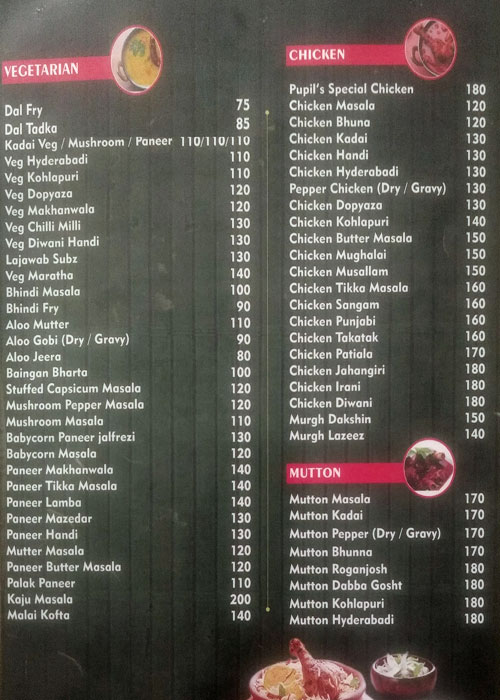 VEGETARIAN
Dal Fry 75
Dal Tadka 85
Kadai Veg / Mushroom / Paneer 110/110/110
Veg Hyderabadi 110
Veg Kohlapuri 110
Veg Dopyaza 120
Veg Makhanwala 120
Veg Chilli Milli 130
Veg Diwani Handi 130
Lajawab Subz 130
Veg Maratha 140
Bhindi Masala 100
Bhindi Fry 90
Aloo Mutter 110
Aloo Gobi (Dry / Gravy) 90
Aloo Jeera 80
Baingan Bharta 100
Stuffed Capsicum Masala 120
Mushroom Pepper Masala 120
Mushroom Masala 110
Babycorn Paneer jalfrezi 130
Babycorn Masala 120
Paneer Makhanwala 140
Paneer Tikka Masala 140
Paneer Lamba 140
Paneer Mazedar 130
Paneer Handi 130
Mutter Masala 120
Paneer Butter Masala 120
Palak Paneer 110
Kaju Masala 200
Malai Kofta 140
CHICKEN
Pupil's Special Chicken 180
Chicken Masala 120
Chicken Bhuna 120
Chicken Kadai 130
Chicken Handi 130
Chicken Hyderabadi 130
Pepper Chicken (Dry / Gravy) 130
Chicken Dopyaza 130
Chicken Kohlapuri 140
Chicken Butter Masala 150
Chicken Mughalai 150
Chicken Musallam 150
Chicken Tikka Masala 160
Chicken Sangam 160
Chicken Punjabi 160
Chicken Takatak 160
Chicken Patiala 170
Chicken Jahangiri 180
Chicken Irani 180
Chicken Diwani 180
Murgh Dakshin 150
Murgh Lazeez 140
MUTTON
Mutton Masala 170
Mutton Kadai 170
Mutton Pepper (Dry / Gravy) 170
Mutton Bhunna 170
Mutton Roganjosh 180
Mutton Dabba Gosht 180
Mutton Kohlapuri 180
Mutton Hyderabadi 180